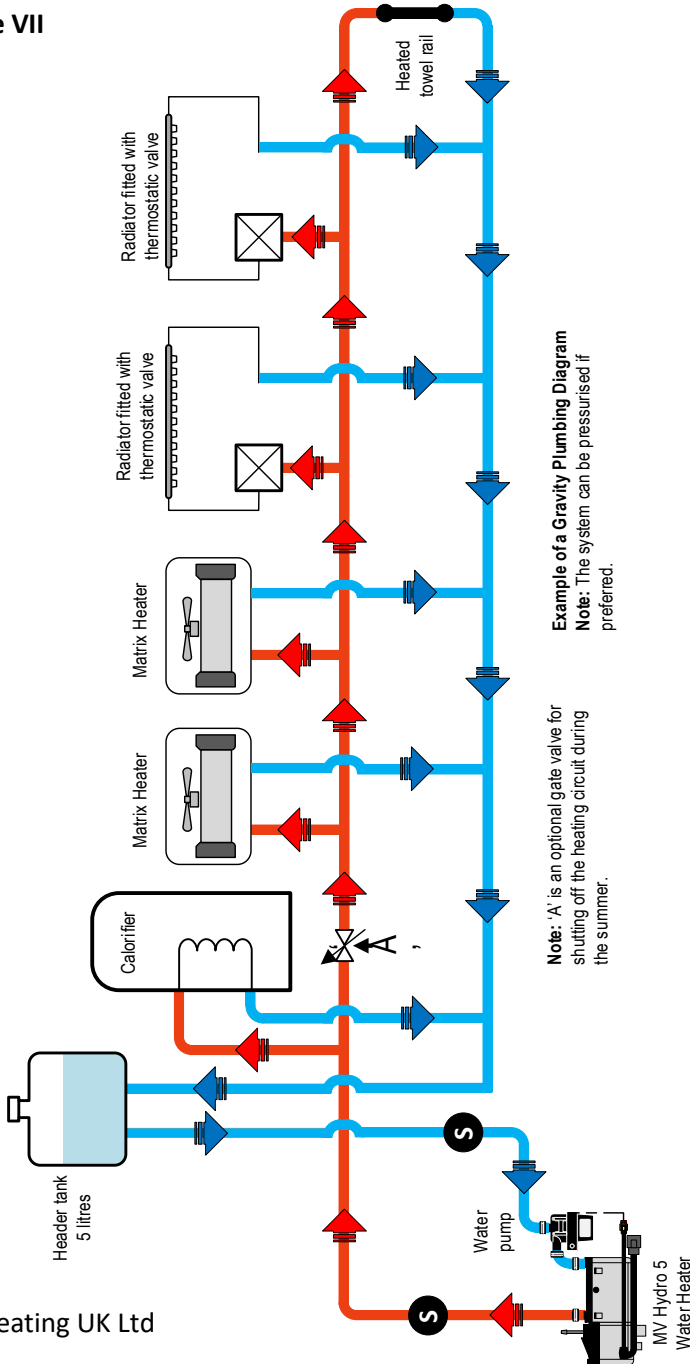 e VII
Heated
towel rail
Radiator fitted with
thermostatic valve
Radiator fitted with
thermostatic valve
Matrix Heater
Matrix Heater
Calorifier
Header tank
5 litres
‘A’
Example of a Gravity Plumbing Diagram
Note: The system can be pressurised if
preferred.
Note: ‘A’ is an optional gate valve for
shutting off the heating circuit during
the summer.
S
S
Water
pump
MV Hydro 5
Water Heater
eating UK Ltd